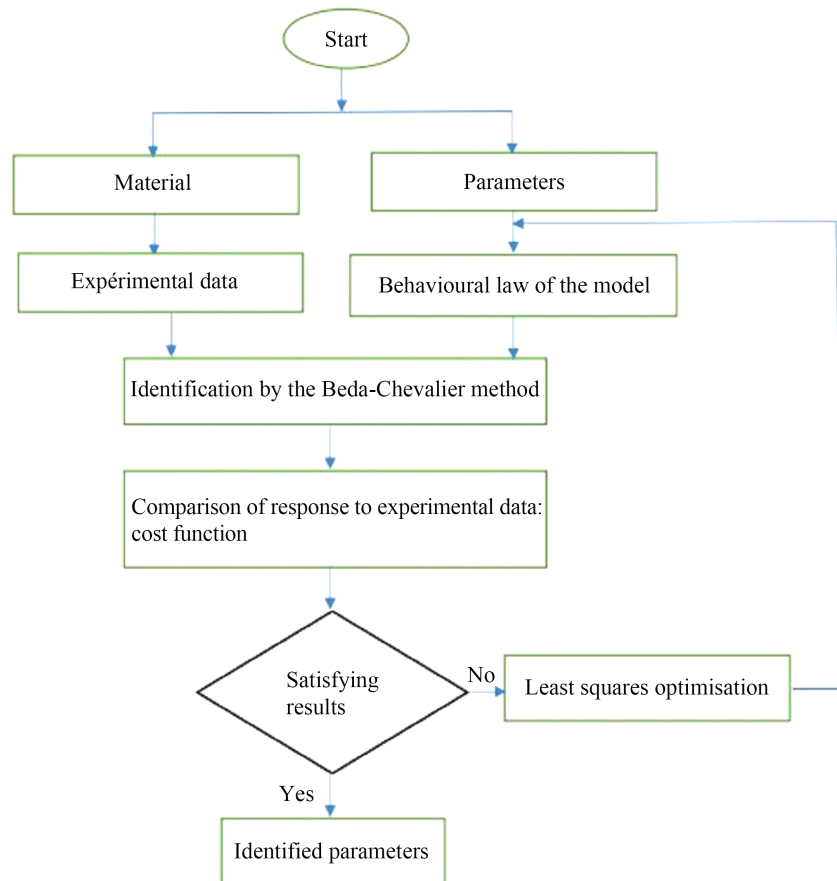 Start
Material
Parameters
Expérimental data
Behavioural law of the model
Identification by the Beda-Chevalier method
Comparison of response to experimental data:
cost function
Satisfying
results
No
Least squares optimisation
Yes
Identified parameters